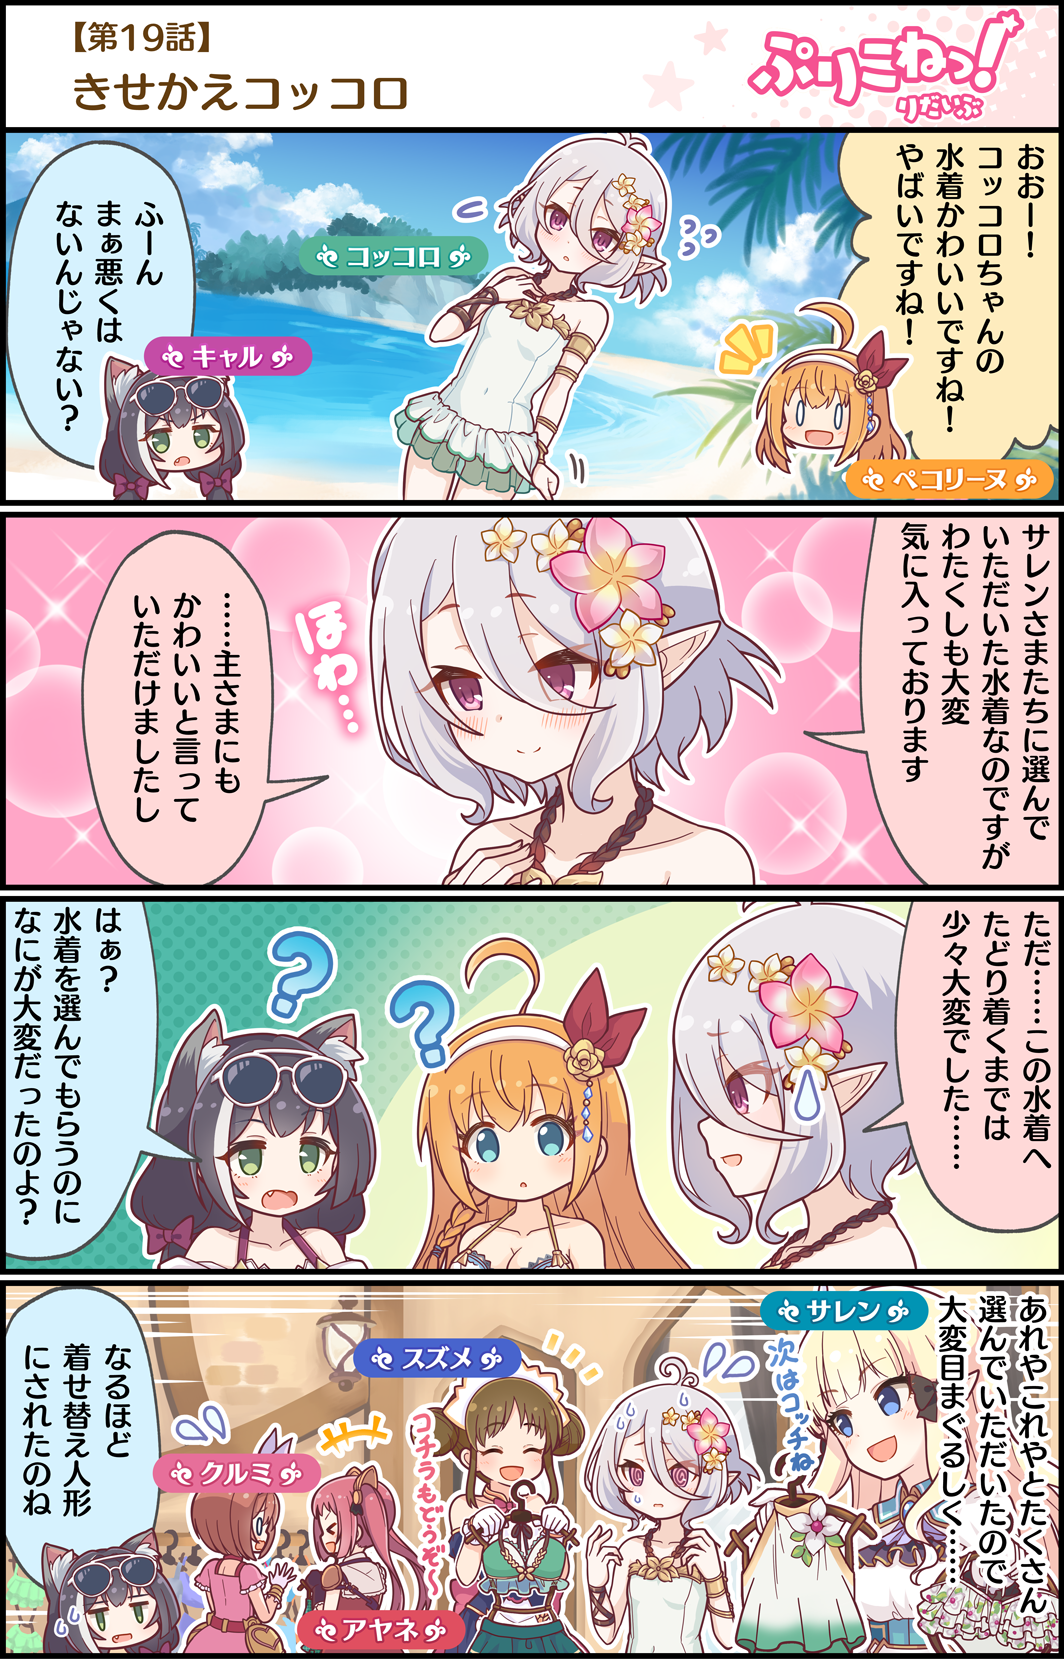 【第19話】
きせかえコッコロ
ぷりこねっ!
りだいぶ
おおー!
コッコロちゃんの
水着かわいいですね!
やばいですね!
コッコロ
ペコリーヌ
キャル
ふーん
まぁ悪くは
ないんじゃない?
サレンさまたちに選んで
いただいた水着なのですが
わたくしも大変
気に入っております
ほわ…
……主さまにも
かわいいと言って
いただけましたし
ただ……この水着へ
たどり着くまでは
少々大変でした……
?
?
はぁ?
水着を選んでもらうのに
なにが大変だったのよ?
あれやこれやとたくさん
選んでいただいたので
大変目まぐるしく……
サレン
次はコッチね
スズメ
コチラもどうぞ〜
クルミ
アヤネ
なるほど
着せ替え人形
にされたのね